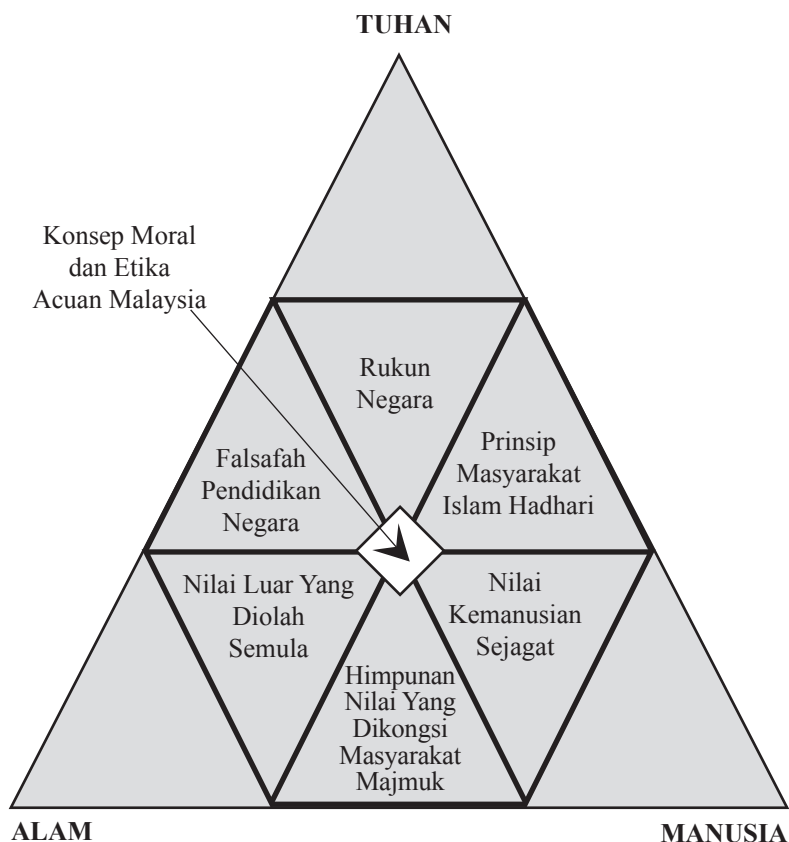 TUHAN
Konsep Moral
dan Etika
Acuan Malaysia
Rukun
Negara
Falsafah
Pendidikan
Negara
Prinsip
Masyarakat
Islam Hadhari
Nilai Luar Yang
Diolah
Semula
Nilai
Kemanusian
Sejagat
Himpunan
Nilai Yang
Dikongsi
Masyarakat
Majmuk
ALAM
MANUSIA